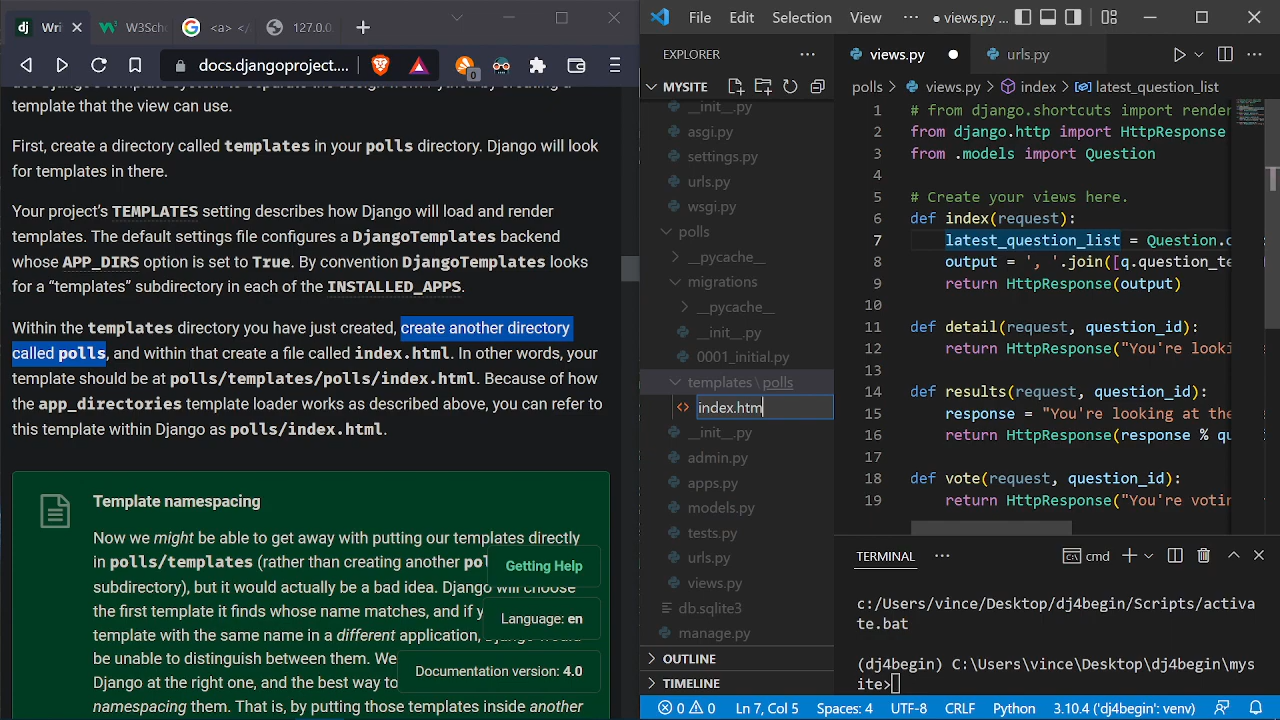 dj Wri
W3Scho
<a> </
127.0.0.
docs.djangoproject....
0
template that the view can use.
First, create a directory called templates in your polls directory. Django will look
for templates in there.
Your project's TEMPLATES setting describes how Django will load and render
templates. The default settings file configures a DjangoTemplates backend
whose APP_DIRS option is set to True. By convention DjangoTemplates looks
for a "templates" subdirectory in each of the INSTALLED_APPS.
Within the templates directory you have just created, create another directory
called polls, and within that create a file called index.html. In other words, your
template should be at polls/templates/polls/index.html. Because of how
the app_directories template loader works as described above, you can refer to
this template within Django as polls/index.html.
Template namespacing
Now we might be able to get away with putting our templates directly
in polls/templates (rather than creating another pol
subdirectory), but it would actually be a bad idea. Django will choose
the first template it finds whose name matches, and if y
template with the same name in a different application, Django would
be unable to distinguish between them. We
Django at the right one, and the best way to
namespacing them. That is, by putting those templates inside another
Getting Help
Language: en
Documentation version: 4.0
File Edit Selection View ··· ● views.py ...
EXPLORER
MYSITE
__init__.py
asgi.py
settings.py
urls.py
wsgi.py
polls
__pycache__
migrations
__pycache__
__init__.py
0001_initial.py
templates \ polls
index.htm
__init__.py
admin.py
apps.py
models.py
tests.py
urls.py
views.py
db.sqlite3
manage.py
OUTLINE
TIMELINE
views.py
urls.py
polls > views.py > index > latest_question_list
1 # from django.shortcuts import render
2 from django.http import HttpResponse
3 from .models import Question
4
5 # Create your views here.
6 def index(request):
7 latest_question_list = Question.o
8 output = ', '.join([q.question_te
9 return HttpResponse(output)
10
11 def detail(request, question_id):
12 return HttpResponse("You're looki
13
14 def results(request, question_id):
15 response = "You're looking at the
16 return HttpResponse(response % qu
17
18 def vote(request, question_id):
19 return HttpResponse("You're votin
TERMINAL ··· cmd
c:/Users/vince/Desktop/dj4begin/Scripts/activa
te.bat
(dj4begin) C:\Users\vince\Desktop\dj4begin\mys
ite>
0 0 Ln 7, Col 5 Spaces: 4 UTF-8 CRLF Python 3.10.4 ('dj4begin': venv)